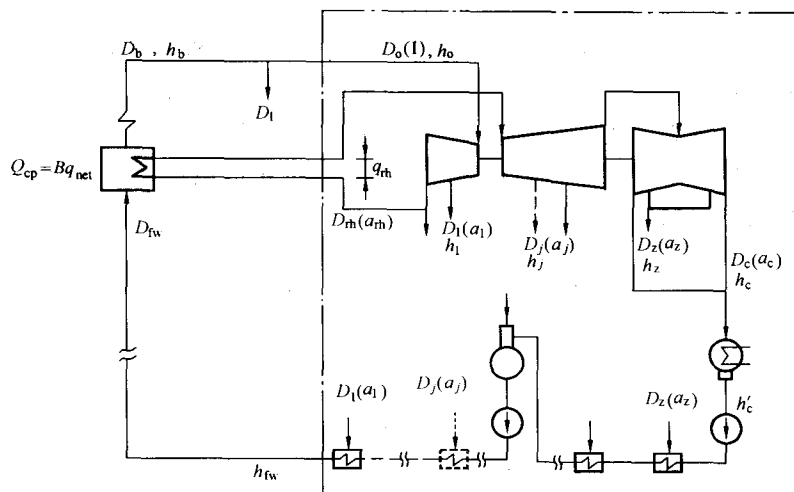 D_b , h_b
D_o(1), h_o
D_l
Q_cp = Bq_net
q_rh
D_fw
D_rh(a_rh)
D_1(a_1)
h_1
D_j(a_j)
h_j
D_z(a_z)
h_z
D_c(a_c)
h_c
D_1(a_1)
D_j(a_j)
D_z(a_z)
h'_c
h_fw